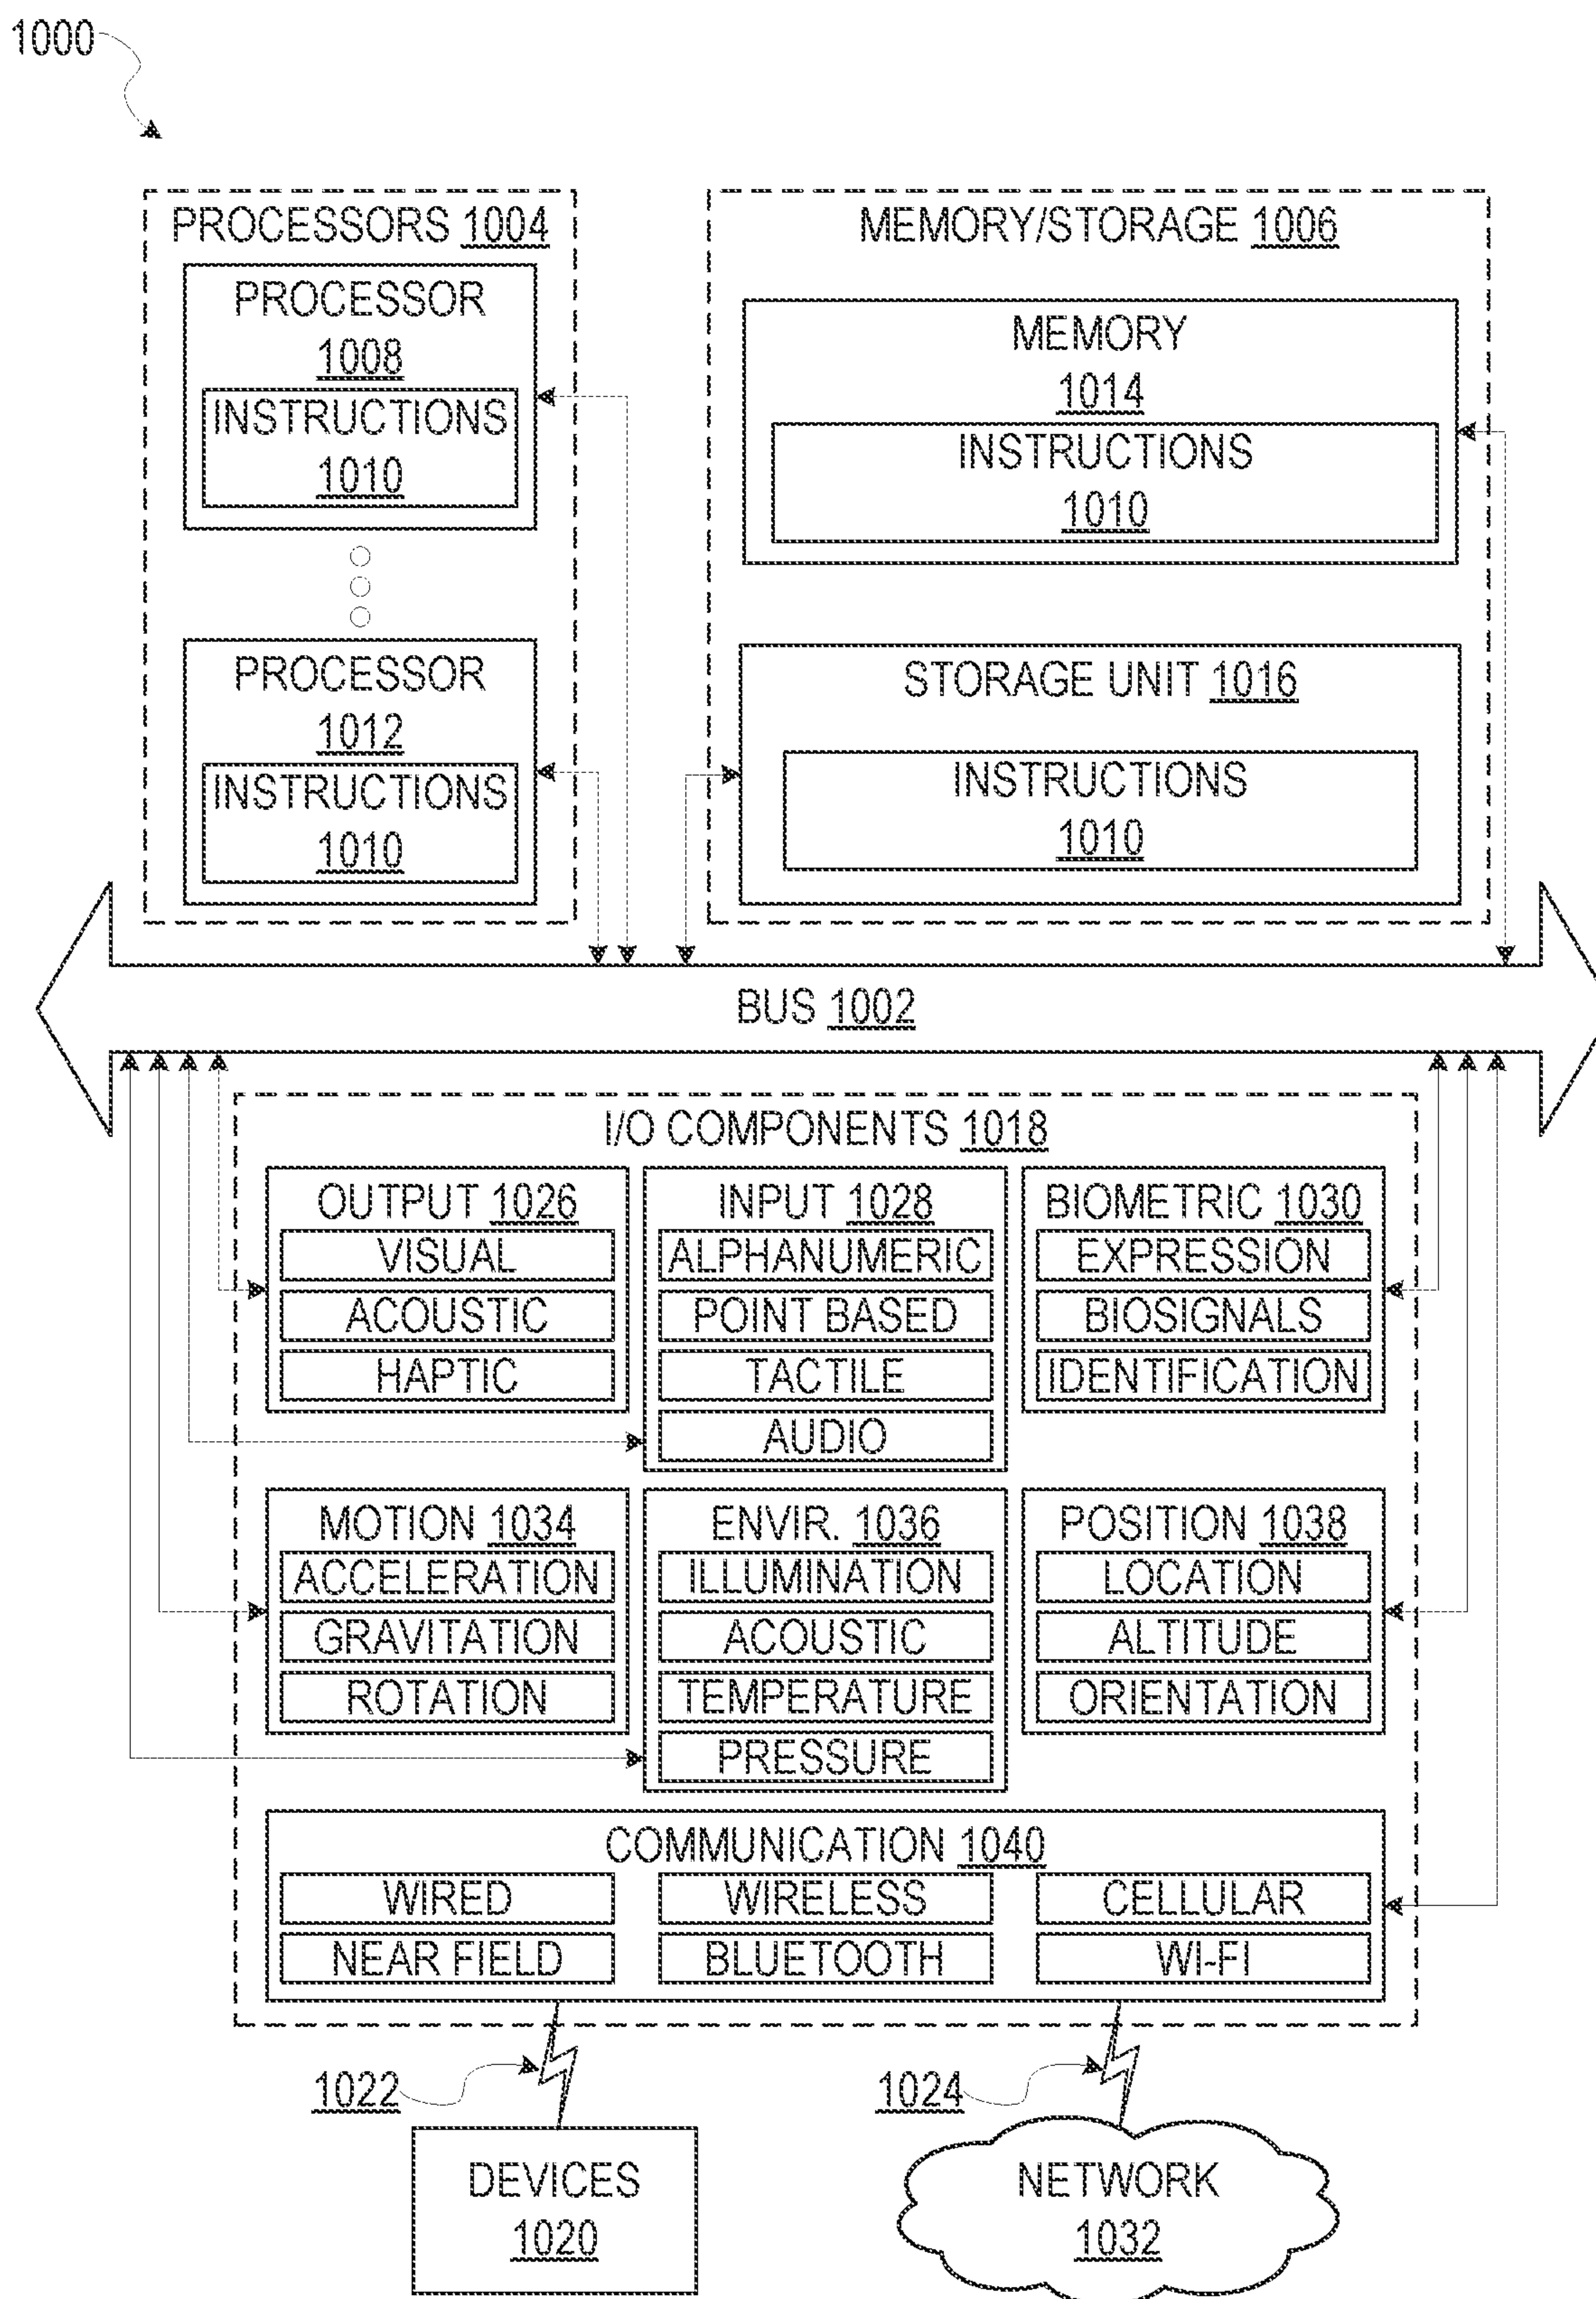 1000
PROCESSORS 1004
PROCESSOR
1008
INSTRUCTIONS
1010
PROCESSOR
1012
INSTRUCTIONS
1010
MEMORY/STORAGE 1006
MEMORY
1014
INSTRUCTIONS
1010
STORAGE UNIT 1016
INSTRUCTIONS
1010
BUS 1002
I/O COMPONENTS 1018
OUTPUT 1026
VISUAL
ACOUSTIC
HAPTIC
INPUT 1028
ALPHANUMERIC
POINT BASED
TACTILE
AUDIO
BIOMETRIC 1030
EXPRESSION
BIOSIGNALS
IDENTIFICATION
MOTION 1034
ACCELERATION
GRAVITATION
ROTATION
ENVIR. 1036
ILLUMINATION
ACOUSTIC
TEMPERATURE
PRESSURE
POSITION 1038
LOCATION
ALTITUDE
ORIENTATION
COMMUNICATION 1040
WIRED
WIRELESS
CELLULAR
NEAR FIELD
BLUETOOTH
WI-FI
1022
1024
DEVICES
1020
NETWORK
1032